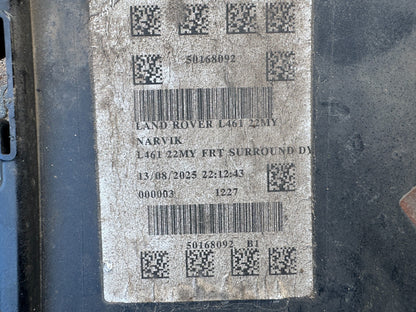 50168092
LAND ROVER L461 22MY
NARVIK
L461 22MY FRT SURROUND DY
13/08/2025 22:12:43
000003 1227
50168092 B1